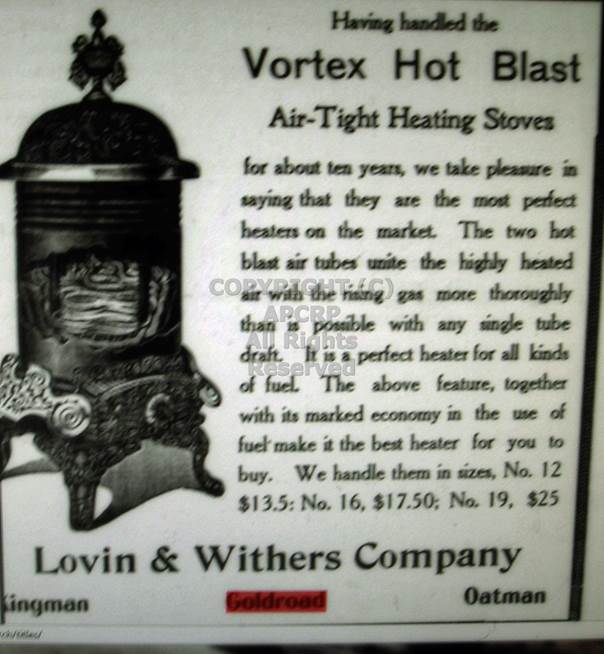 Having handled the
Vortex Hot Blast
Air-Tight Heating Stoves
for about ten years, we take pleasure in
saying that they are the most perfect
heaters on the market. The two hot
blast air tubes unite the highly heated
air with the rising gas more thoroughly
than is possible with any single tube
draft. It is a perfect heater for all kinds
of fuel. The above feature, together
with its marked economy in the use of
fuel make it the best heater for you to
buy. We handle them in sizes, No. 12
$13.5: No. 16, $17.50; No. 19, $25
COPYRIGHT (C)
APCRP
All Rights
Reserved
Lovin & Withers Company
Kingman Goldroad Oatman